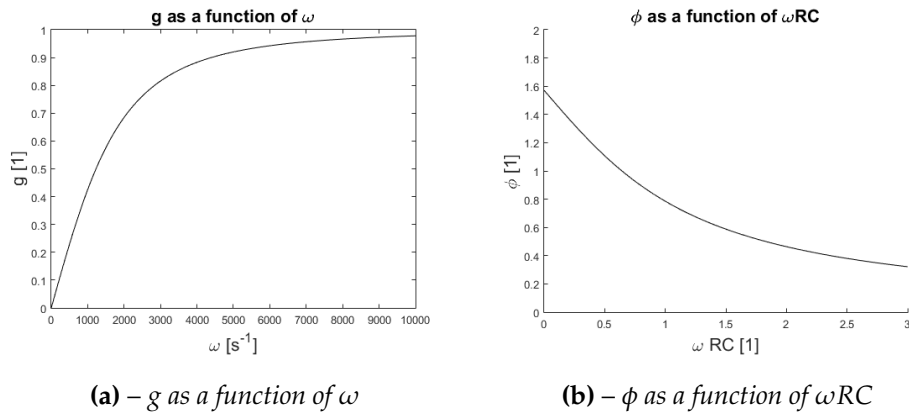 g as a function of ω
1
0.9
0.8
0.7
0.6
0.5
0.4
0.3
0.2
0.1
0
g [1]
0 1000 2000 3000 4000 5000 6000 7000 8000 9000 10000
ω [s⁻¹]
(a) – g as a function of ω
ϕ as a function of ωRC
2
1.8
1.6
1.4
1.2
1
0.8
0.6
0.4
0.2
0
ϕ [1]
0 0.5 1 1.5 2 2.5 3
ω RC [1]
(b) – ϕ as a function of ωRC